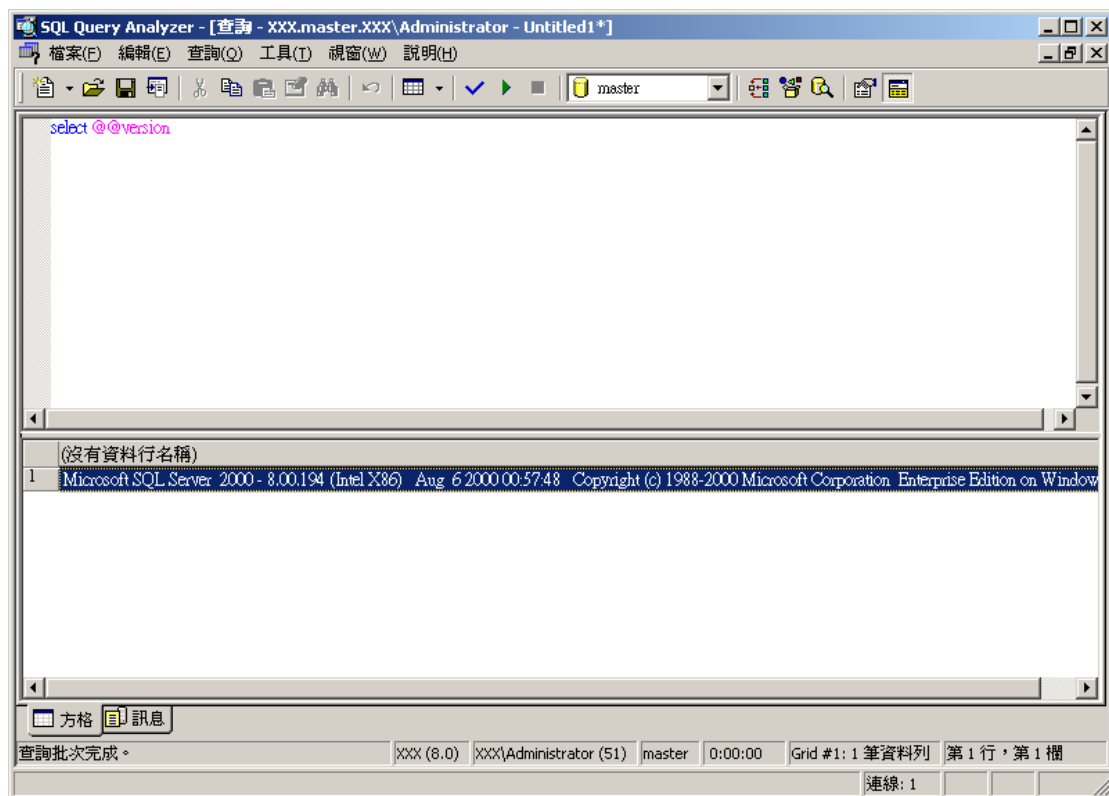 SQL Query Analyzer - [查詢 - XXX.master.XXX\Administrator - Untitled1*]
檔案(F) 編輯(E) 查詢(Q) 工具(T) 視窗(W) 說明(H)
master
select @@version
(沒有資料行名稱)
1 Microsoft SQL Server 2000 - 8.00.194 (Intel X86) Aug 6 2000 00:57:48 Copyright (c) 1988-2000 Microsoft Corporation Enterprise Edition on Window
方格 訊息
查詢批次完成。 XXX (8.0) XXX\Administrator (51) master 0:00:00 Grid #1: 1 筆資料列 第 1 行，第 1 欄
連線: 1